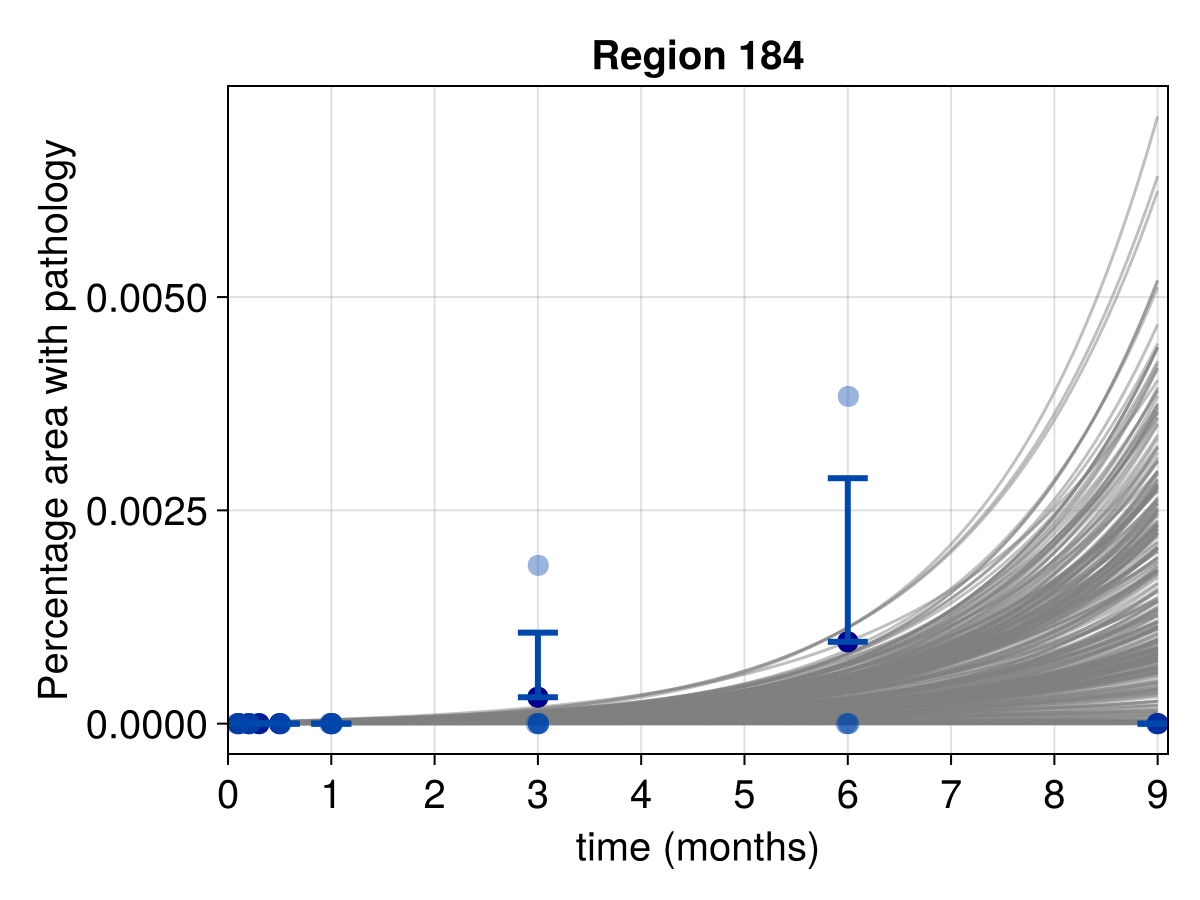 Region 184
Percentage area with pathology
0.0050
0.0025
0.0000
0 1 2 3 4 5 6 7 8 9
time (months)